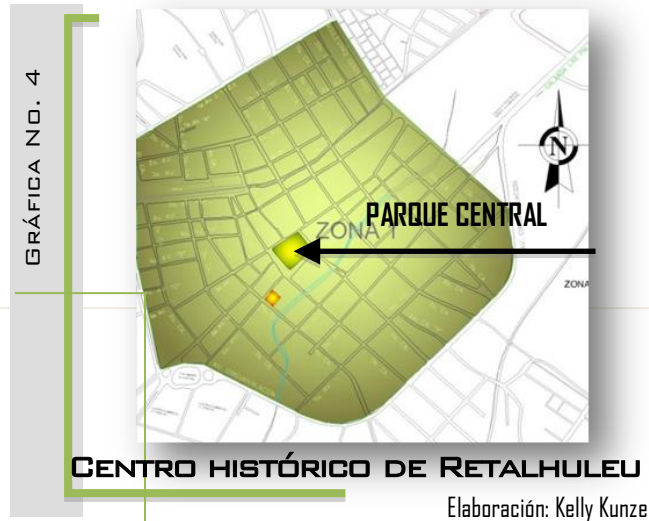 GRÁFICA NO. 4
N
PARQUE CENTRAL
ZONA 1
ZONA
CENTRO HISTÓRICO DE RETALHULEU
Elaboración: Kelly Kunze